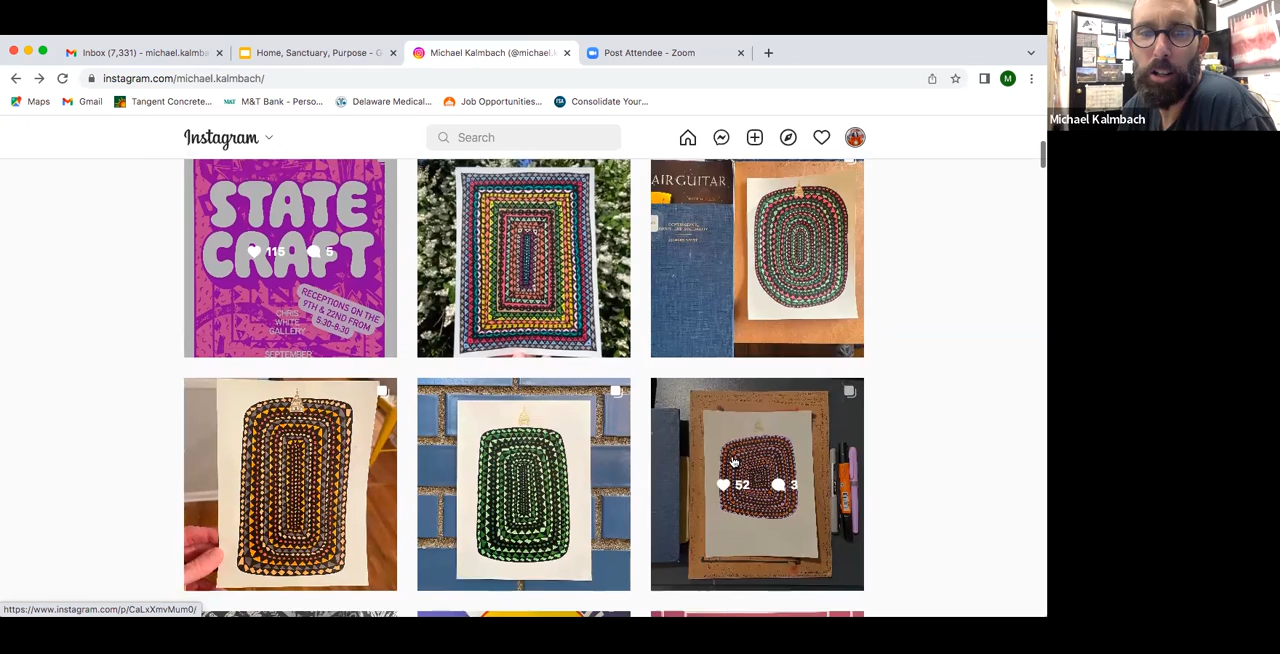 Inbox (7,331) - michael.kalmba
Home, Sanctuary, Purpose - G
Michael Kalmbach (@michael.k
Post Attendee - Zoom
instagram.com/michael.kalmbach/
M
Maps
Gmail
Tangent Concrete...
M&T Bank - Perso...
Delaware Medical...
Job Opportunities...
Consolidate Your...
Michael Kalmbach
Instagram
Search
STATE
CRAFT
115
5
RECEPTIONS ON THE
9TH & 22ND FROM
5:30-8:30
CHRIS
WHITE
GALLERY
SEPTEMBER
AIR GUITAR
52
3
https://www.instagram.com/p/CaLxXmvMum0/